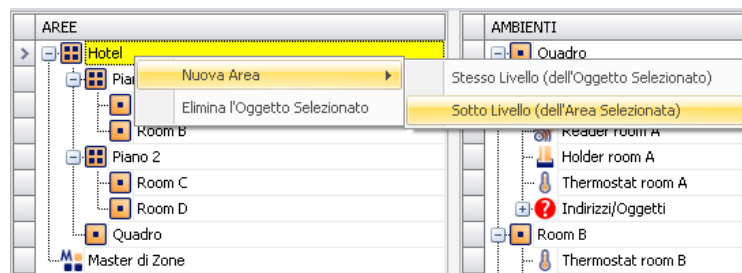 AREE
AMBIENTI
Hotel
Quadro
Nuova Area
Stesso Livello (dell'Oggetto Selezionato)
Elimina l'Oggetto Selezionato
Sotto Livello (dell'Area Selezionata)
Room B
Reader room A
Piano 2
Holder room A
Room C
Thermostat room A
Room D
Indirizzi/Oggetti
Quadro
Room B
Master di Zone
Thermostat room B